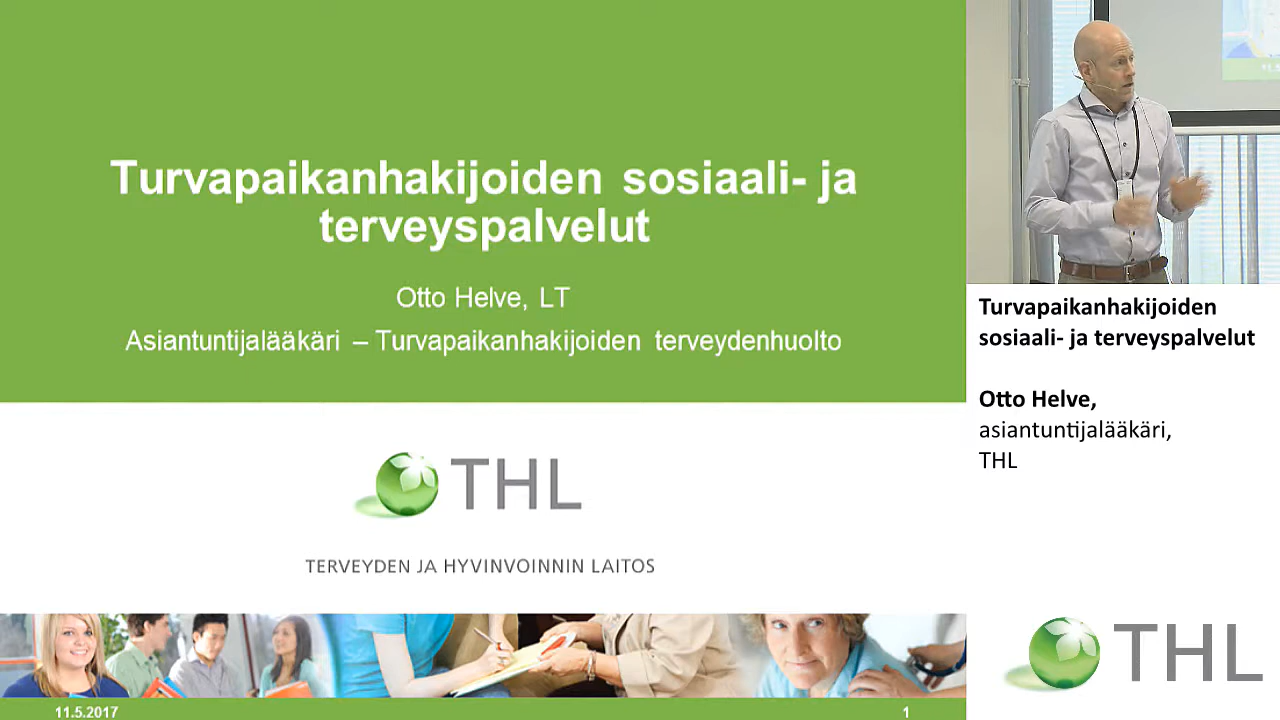 Turvapaikanhakijoiden sosiaali- ja
terveyspalvelut
Otto Helve, LT
Asiantuntijalääkäri – Turvapaikanhakijoiden terveydenhuolto
THL
TERVEYDEN JA HYVINVOINNIN LAITOS
11.5.2017
1
Turvapaikanhakijoiden
sosiaali- ja terveyspalvelut
Otto Helve,
asiantuntijalääkäri,
THL
THL